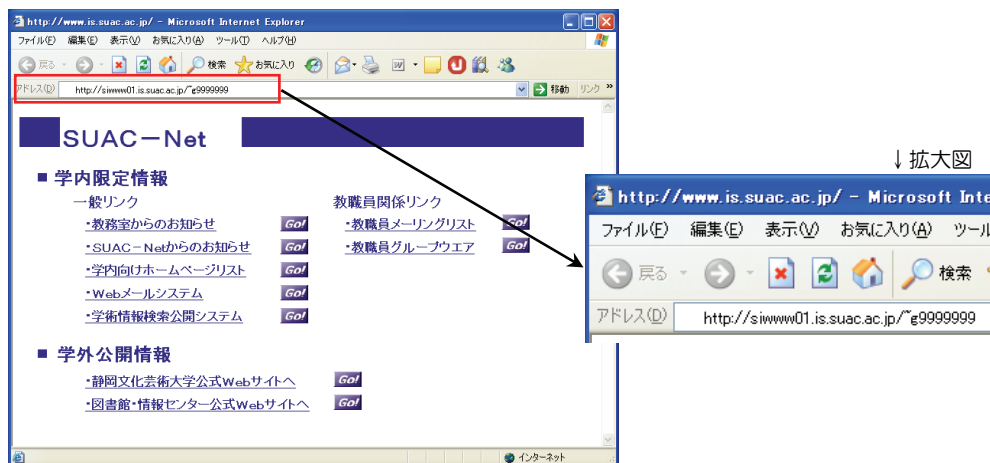 http://www.is.suac.ac.jp/ - Microsoft Internet Explorer
ファイル(F) 編集(E) 表示(V) お気に入り(A) ツール(T) ヘルプ(H)
戻る 検索 お気に入り
アドレス(D) http://siwww01.is.suac.ac.jp/~g9999999 移動 リンク »
SUAC－Net
■ 学内限定情報
一般リンク 教職員関係リンク
・教務室からのお知らせ Go! ・教職員メーリングリスト Go!
・SUAC－Netからのお知らせ Go! ・教職員グループウエア Go!
・学内向けホームページリスト Go!
・Webメールシステム Go!
・学術情報検索公開システム Go!
■ 学外公開情報
・静岡文化芸術大学公式Webサイトへ Go!
・図書館・情報センター公式Webサイトへ Go!
インターネット
↓拡大図
http://www.is.suac.ac.jp/ - Microsoft Inte
ファイル(F) 編集(E) 表示(V) お気に入り(A) ツール
戻る 検索
アドレス(D) http://siwww01.is.suac.ac.jp/~g9999999